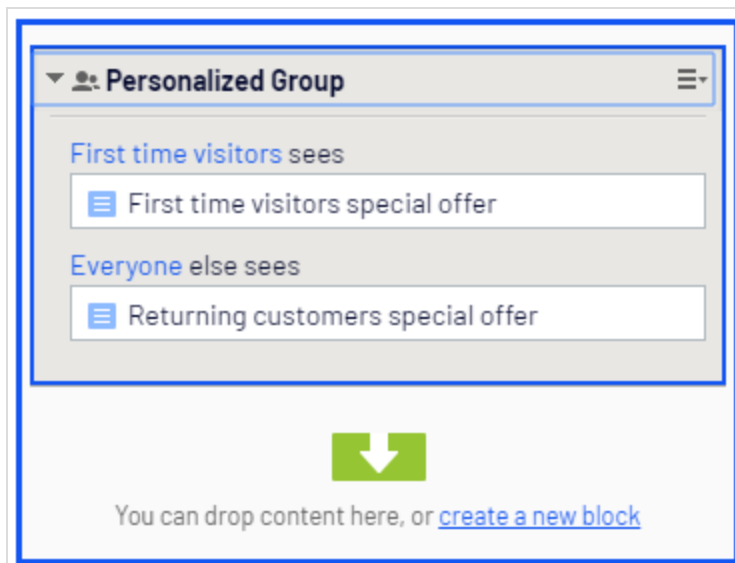 Personalized Group
First time visitors sees
First time visitors special offer
Everyone else sees
Returning customers special offer
You can drop content here, or create a new block